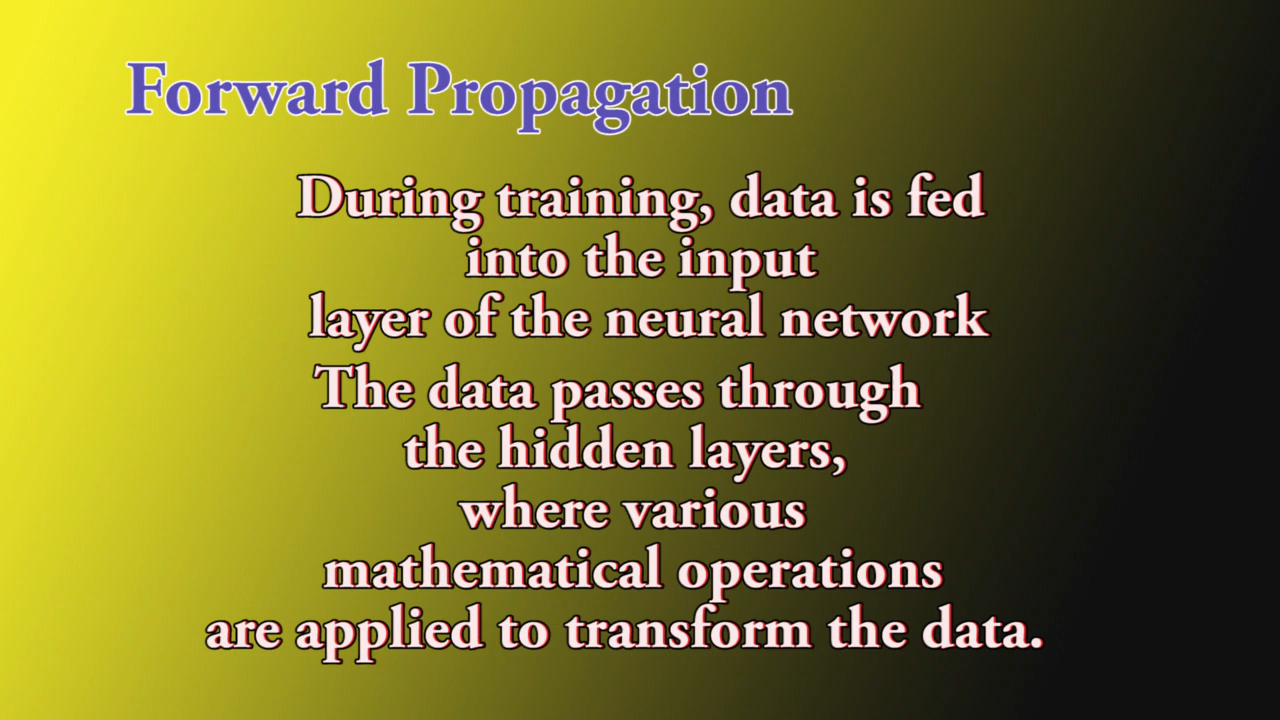 Forward Propagation
During training, data is fed
into the input
layer of the neural network
The data passes through
the hidden layers,
where various
mathematical operations
are applied to transform the data.